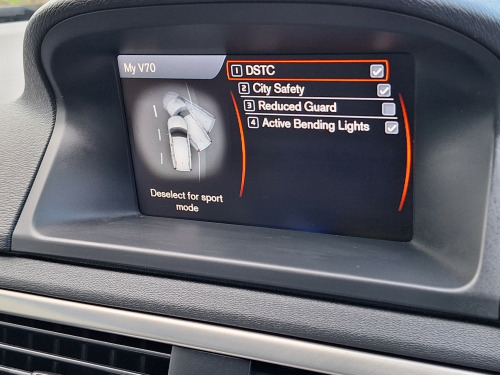 My V70
1 DSTC
2 City Safety
3 Reduced Guard
4 Active Bending Lights
Deselect for sport
mode